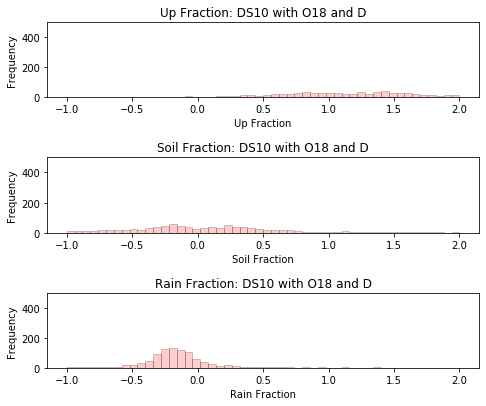 Up Fraction: DS10 with O18 and D
Frequency
400
200
0
−1.0 −0.5 0.0 0.5 1.0 1.5 2.0
Up Fraction
Soil Fraction: DS10 with O18 and D
Frequency
400
200
0
−1.0 −0.5 0.0 0.5 1.0 1.5 2.0
Soil Fraction
Rain Fraction: DS10 with O18 and D
Frequency
400
200
0
−1.0 −0.5 0.0 0.5 1.0 1.5 2.0
Rain Fraction